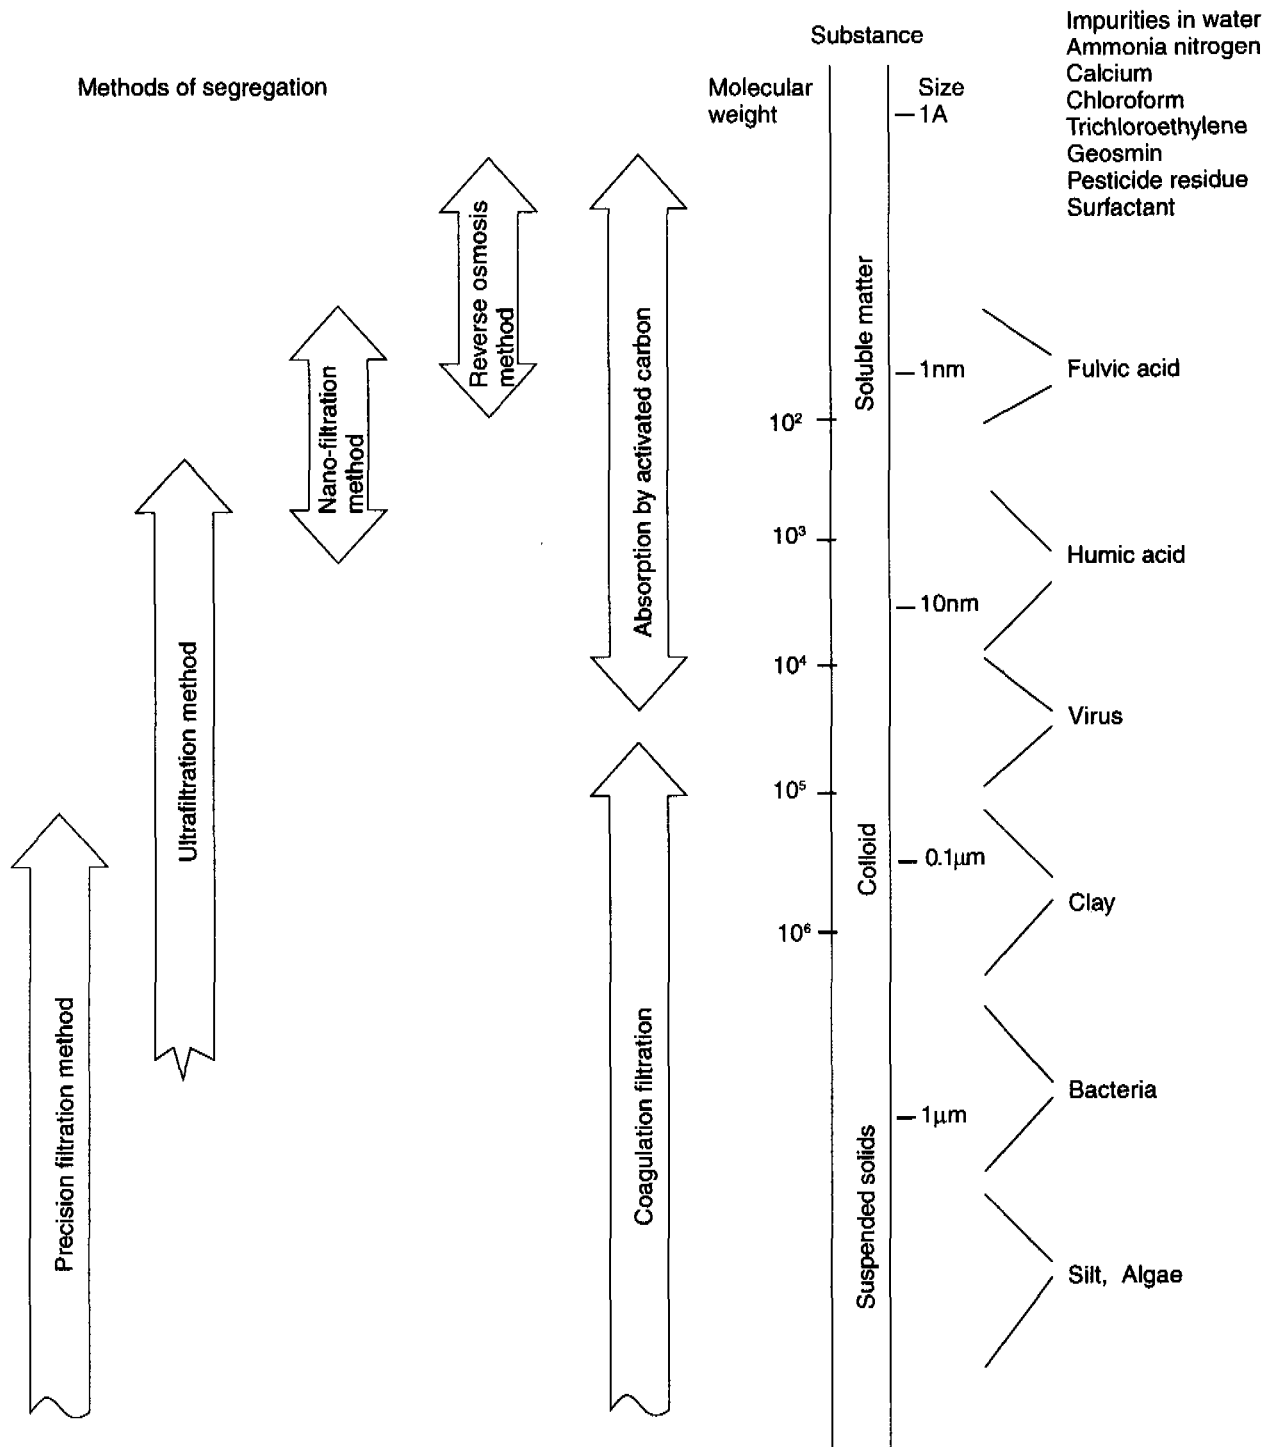 Methods of segregation
Substance
Molecular
weight
Size
1A
Impurities in water
Ammonia nitrogen
Calcium
Chloroform
Trichloroethylene
Geosmin
Pesticide residue
Surfactant
Reverse osmosis
method
Nano-filtration
method
Absorption by activated carbon
Ultrafiltration method
Precision filtration method
Coagulation filtration
Soluble matter
Colloid
Suspended solids
10²
10³
10⁴
10⁵
10⁶
1nm
10nm
0.1µm
1µm
Fulvic acid
Humic acid
Virus
Clay
Bacteria
Silt, Algae